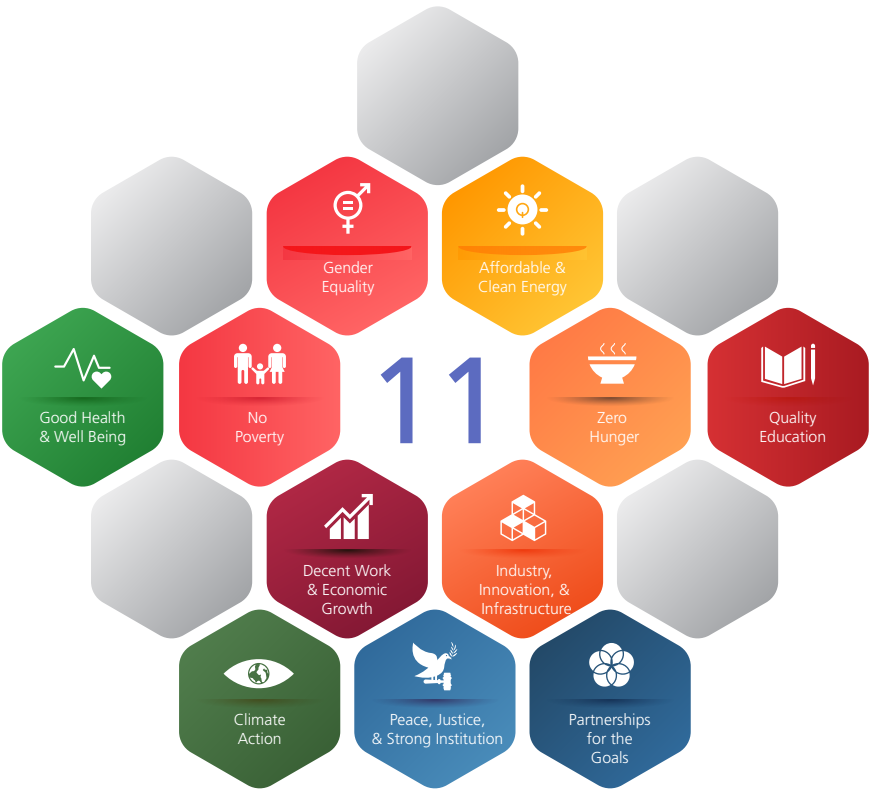 Gender
Equality
Affordable &
Clean Energy
Good Health
& Well Being
No
Poverty
11
Zero
Hunger
Quality
Education
Decent Work
& Economic
Growth
Industry,
Innovation, &
Infrastructure
Climate
Action
Peace, Justice,
& Strong Institution
Partnerships
for the
Goals